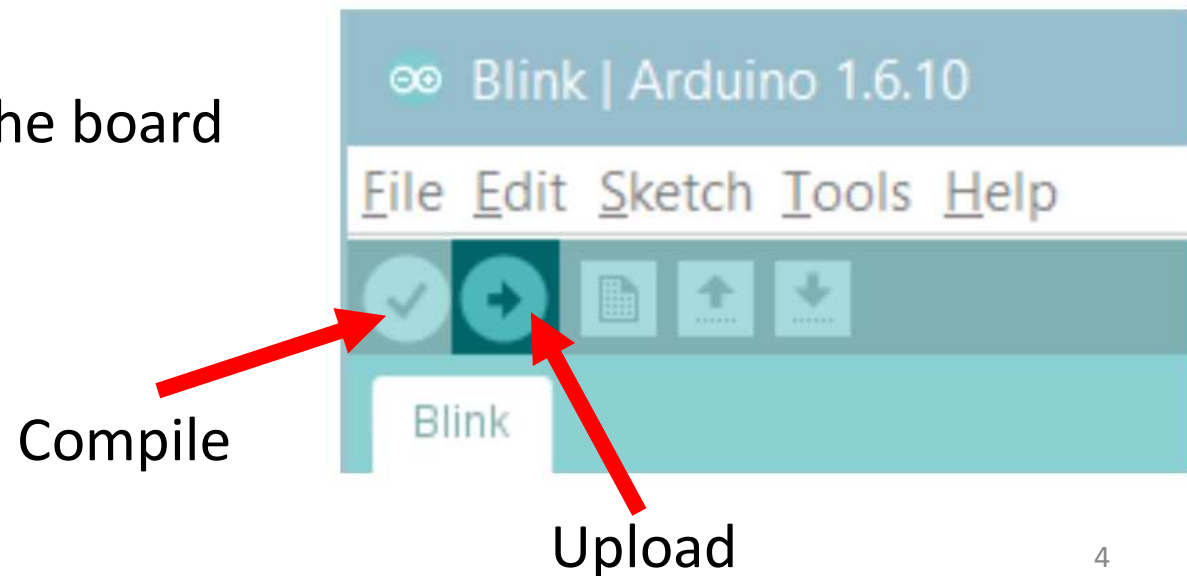 Blink | Arduino 1.6.10
he board
File Edit Sketch Tools Help
Blink
Compile
Upload
4